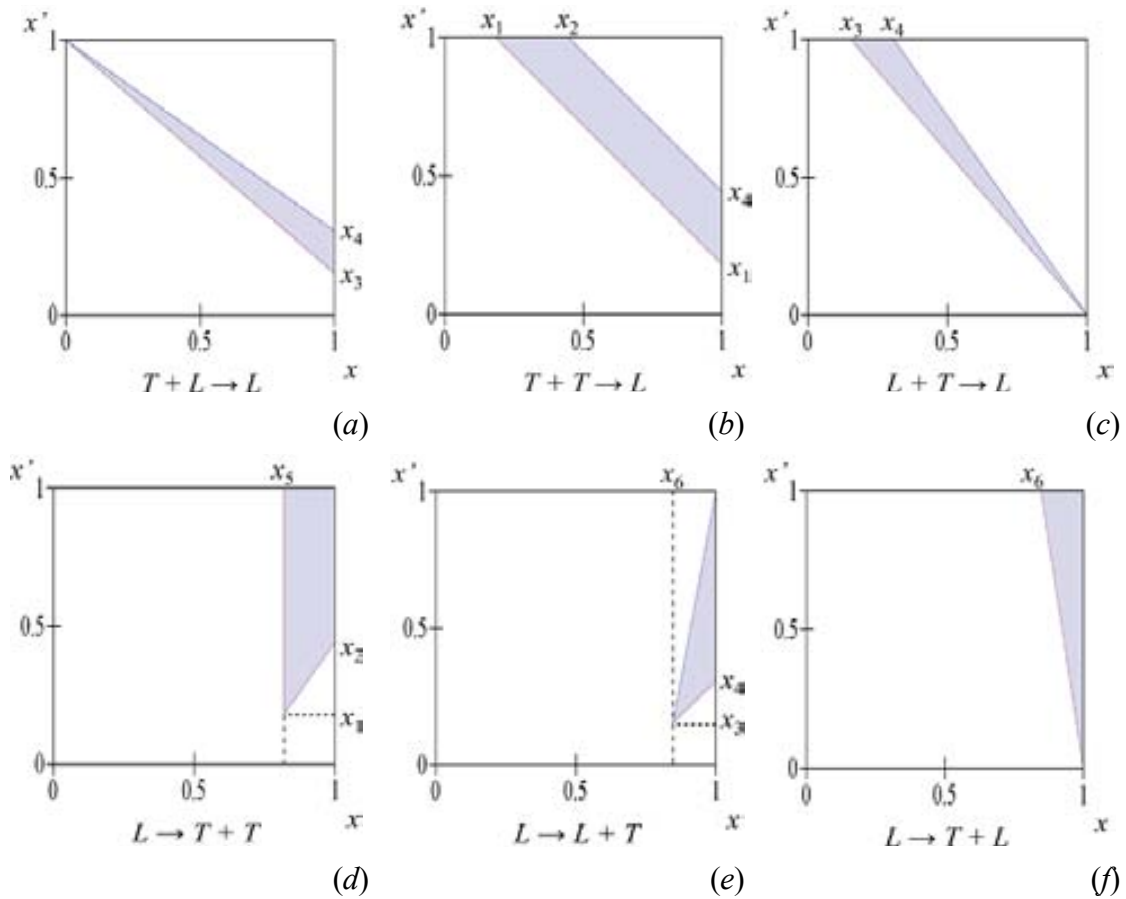 x' x₁ x₂ x' x₃ x₄
x'
1 1 1
0.5 0.5 0.5
x₄ x₄
x₃ x₁
0 0 0
0 0.5 1 0 0.5 1 0 0.5 1
x x x
T + L → L T + T → L L + T → L
(a) (b) (c)
x' x₅ x' x₆ x' x₆
1 1 1
0.5 0.5 0.5
x₂ x₄
x₁ x₃
0 0 0
0 0.5 1 0 0.5 1 0 0.5 1
x x x
L → T + T L → L + T L → T + L
(d) (e) (f)